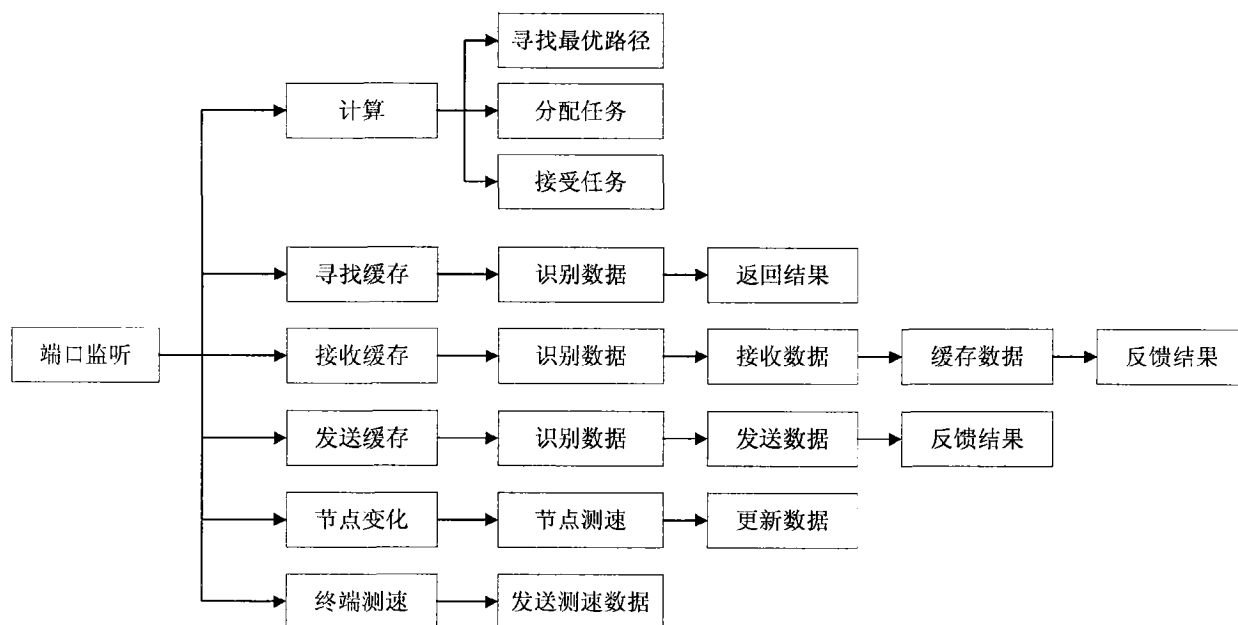 寻找最优路径
计算
分配任务
接受任务
寻找缓存
识别数据
返回结果
端口监听
接收缓存
识别数据
接收数据
缓存数据
反馈结果
发送缓存
识别数据
发送数据
反馈结果
节点变化
节点测速
更新数据
终端测速
发送测速数据